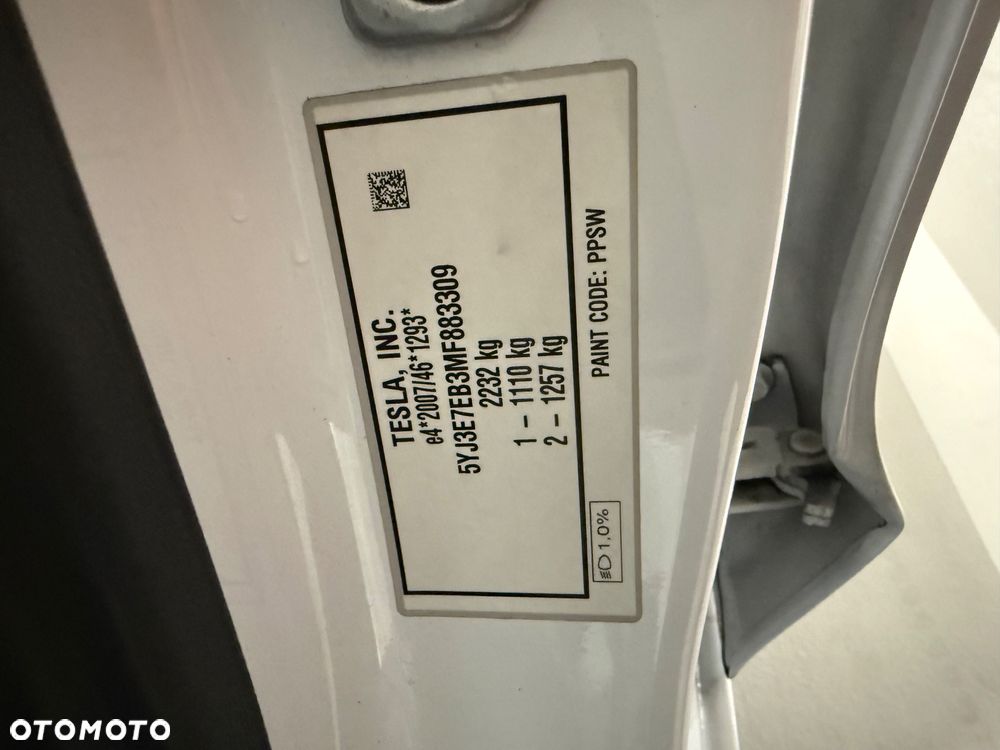 TESLA, INC.
e4*2007/46*1293*
5YJ3E7EB3MF883309
2232 kg
1 - 1110 kg
2 - 1257 kg
PAINT CODE: PPSW
1,0%
OTOMOTO